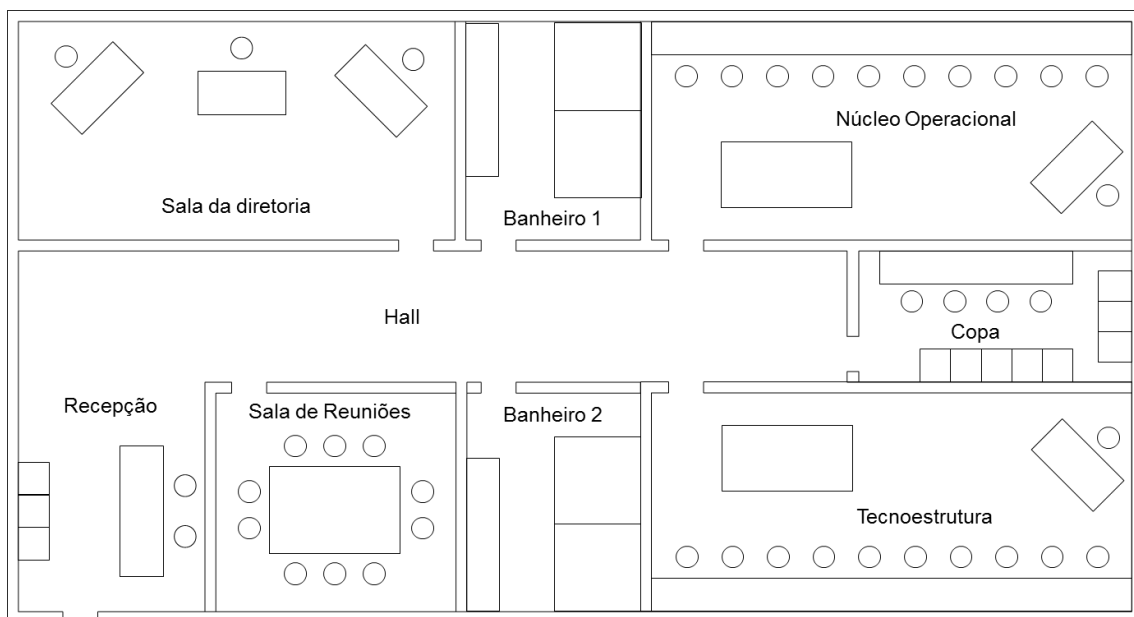 Núcleo Operacional
Sala da diretoria
Banheiro 1
Hall
Copa
Recepção
Sala de Reuniões
Banheiro 2
Tecnoestrutura